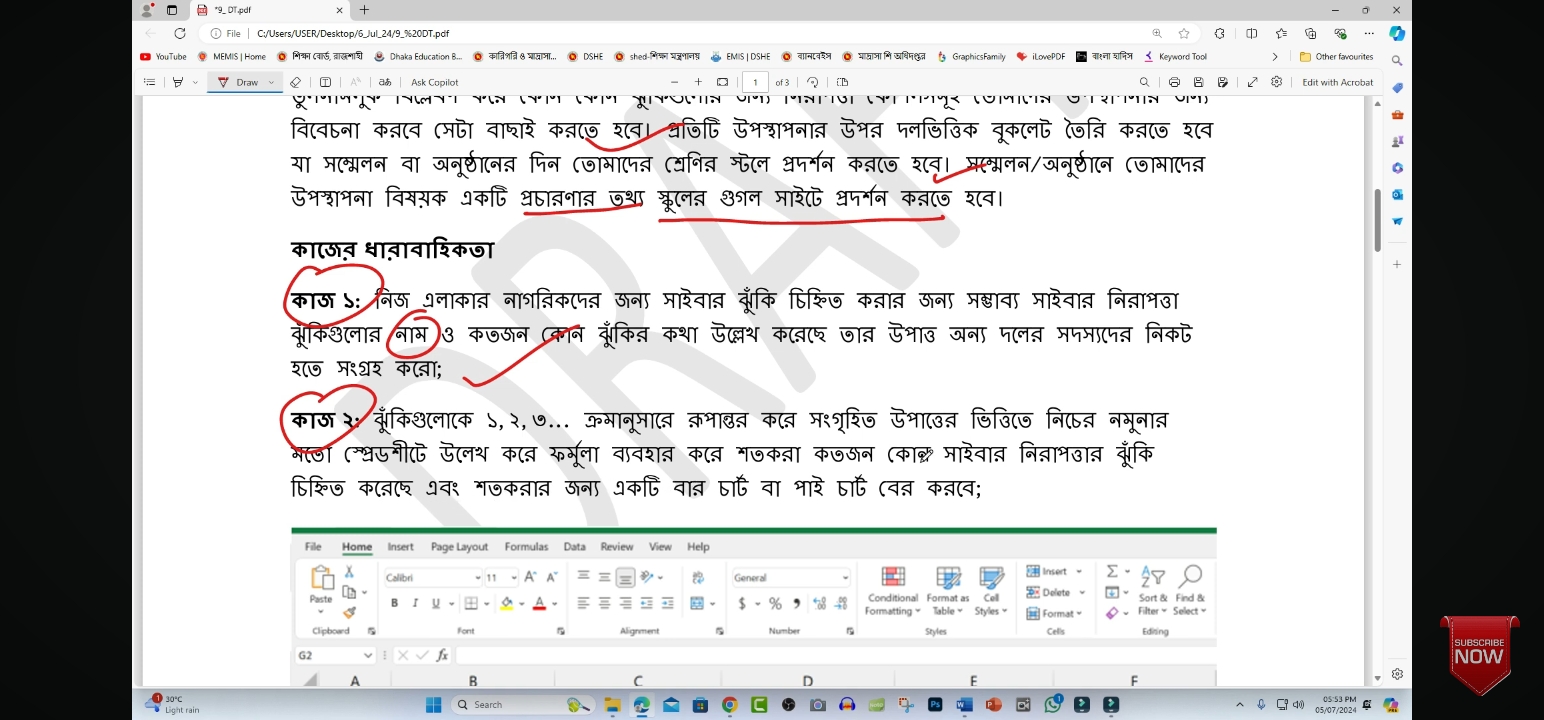 *9_ DT.pdf
File C:/Users/USER/Desktop/6_Jul_24/9_%20DT.pdf
YouTube MEMIS | Home শিক্ষা বোর্ড, রাজশাহী Dhaka Education B... কারিগরি ও মাদ্রাসা... DSHE shed-শিক্ষা মন্ত্রণালয় EMIS | DSHE ব্যানবেইস মাদ্রাসা শি অধিদপ্তর GraphicsFamily iLovePDF বাংলা হাদিস Keyword Tool Other favourites
Draw Ask Copilot 1 of 3 Edit with Acrobat
বিবেচনা করবে সেটা বাছাই করতে হবে। প্রতিটি উপস্থাপনার উপর দলভিত্তিক বুকলেট তৈরি করতে হবে
যা সম্মেলন বা অনুষ্ঠানের দিন তোমাদের শ্রেণির স্টলে প্রদর্শন করতে হবে। সম্মেলন/অনুষ্ঠানে তোমাদের
উপস্থাপনা বিষয়ক একটি প্রচারণার তথ্য স্কুলের গুগল সাইটে প্রদর্শন করতে হবে।
কাজের ধারাবাহিকতা
কাজ ১: নিজ এলাকার নাগরিকদের জন্য সাইবার ঝুঁকি চিহ্নিত করার জন্য সম্ভাব্য সাইবার নিরাপত্তা
ঝুঁকিগুলোর নাম ও কতজন কোন ঝুঁকির কথা উল্লেখ করেছে তার উপাত্ত অন্য দলের সদস্যদের নিকট
হতে সংগ্রহ করো;
কাজ ২: ঝুঁকিগুলোকে ১, ২, ৩... ক্রমানুসারে রূপান্তর করে সংগৃহিত উপাত্তের ভিত্তিতে নিচের নমুনার
মতো স্প্রেডশীটে উলেখ করে ফর্মুলা ব্যবহার করে শতকরা কতজন কোন সাইবার নিরাপত্তার ঝুঁকি
চিহ্নিত করেছে এবং শতকরার জন্য একটি বার চার্ট বা পাই চার্ট বের করবে;
File Home Insert Page Layout Formulas Data Review View Help
Paste Calibri 11 General Conditional Formatting Format as Table Cell Styles Insert Delete Format Sort & Filter Find & Select
B I U
Clipboard Font Alignment Number Styles Cells Editing
G2 fx
A B C D E F
SUBSCRIBE
NOW
30°C
Light rain
Search
05:53 PM
05/07/2024